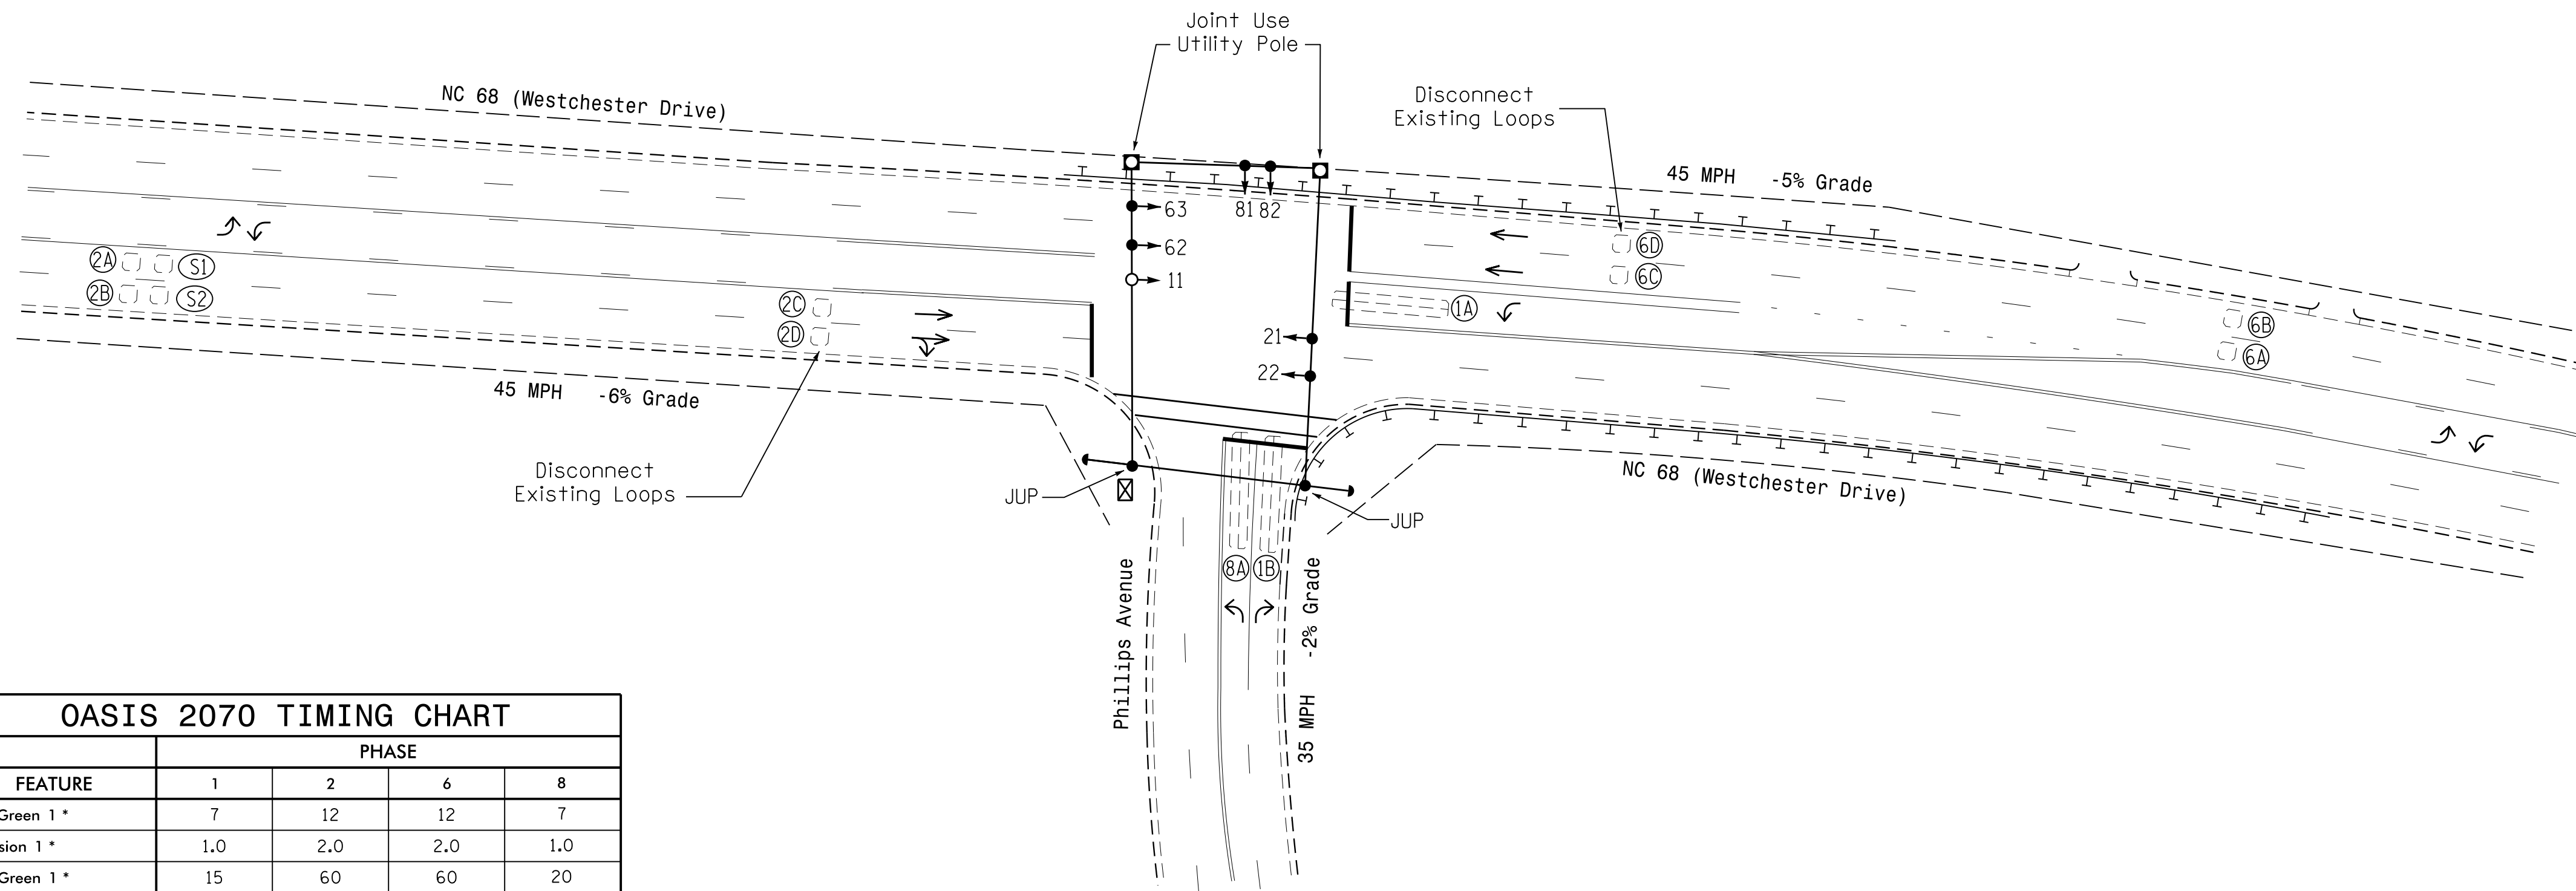 Joint Use
Utility Pole
NC 68 (Westchester Drive)
Disconnect
Existing Loops
45 MPH -5% Grade
63
81 82
62
11
6D
6C
2A
S1
2B
S2
2C
2D
1A
6B
6A
21
22
45 MPH -6% Grade
Disconnect
Existing Loops
JUP
JUP
NC 68 (Westchester Drive)
8A
1B
Phillips Avenue
35 MPH -2% Grade
OASIS 2070 TIMING CHART
PHASE
FEATURE 1 2 6 8
Green 1 * 7 12 12 7
sion 1 * 1.0 2.0 2.0 1.0
Green 1 * 15 60 60 20